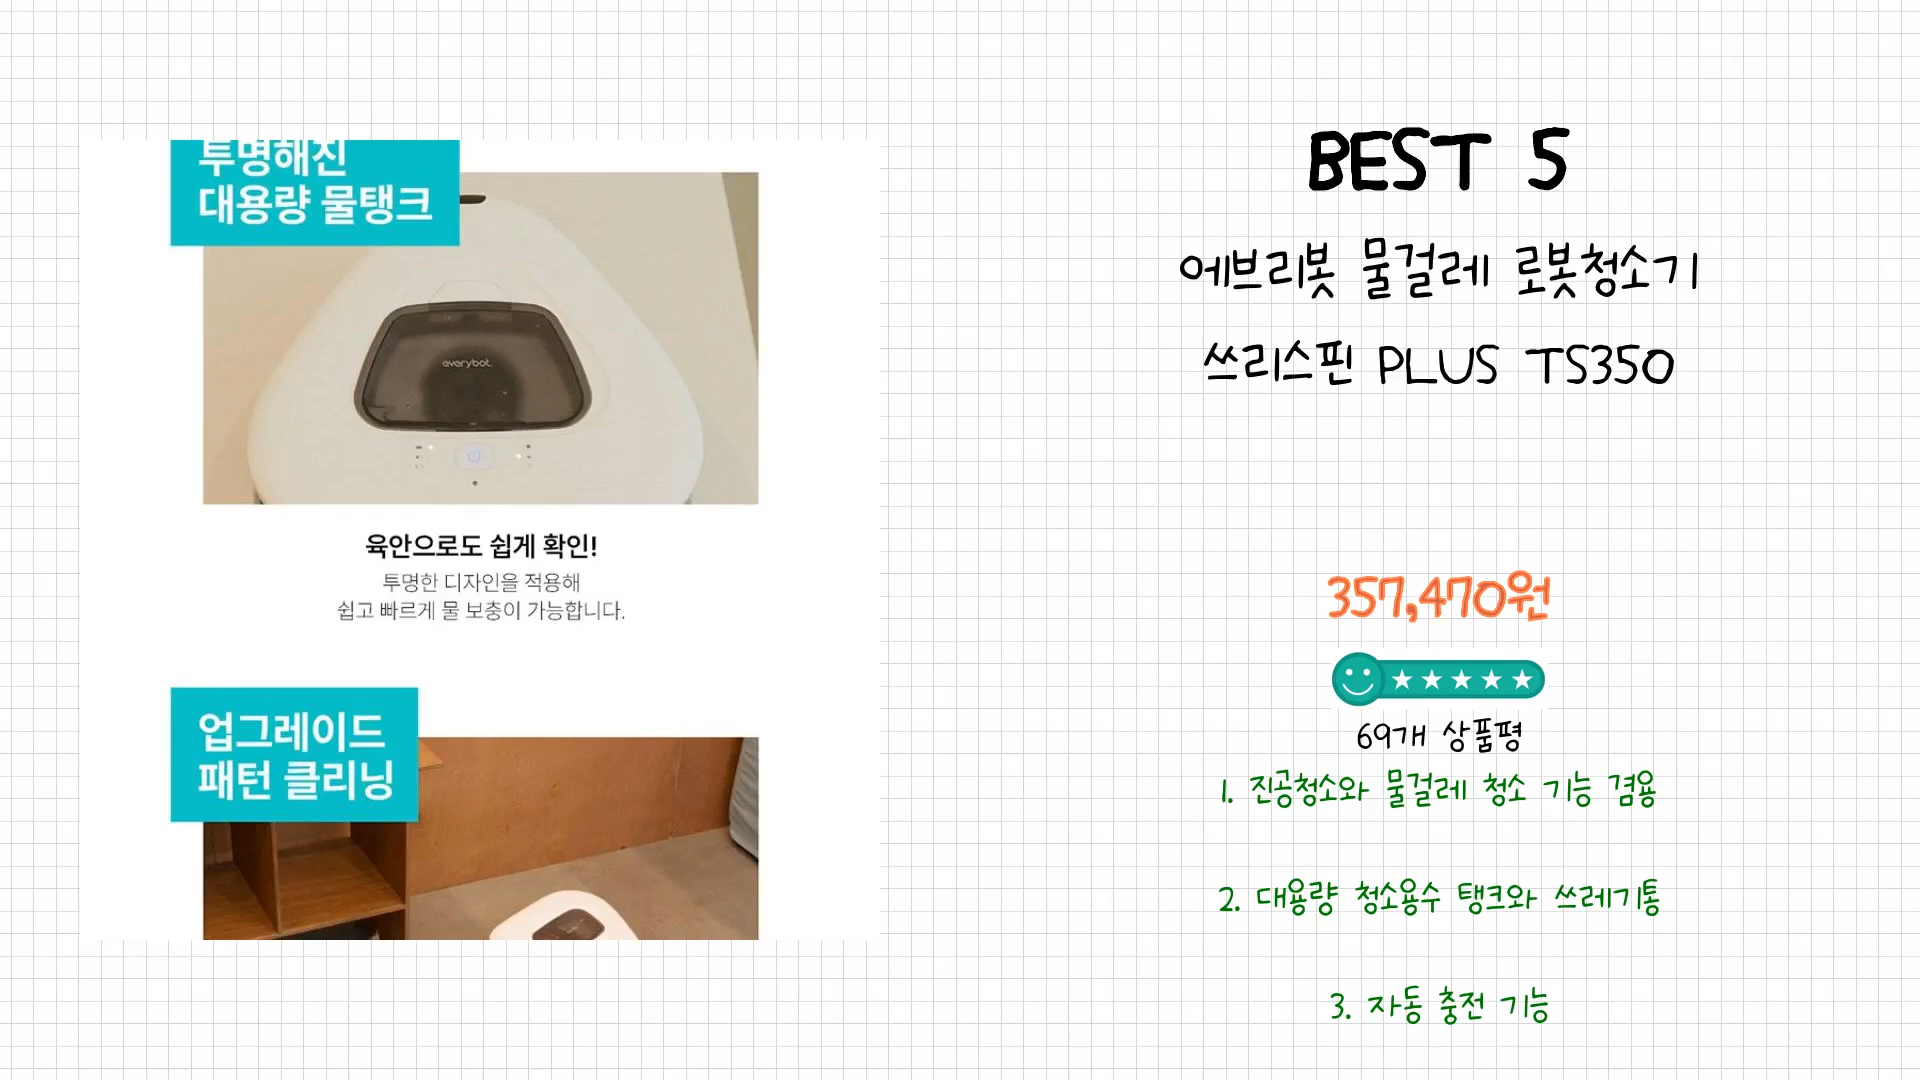 투명해진
대용량 물탱크
everybot
육안으로도 쉽게 확인!
투명한 디자인을 적용해
쉽고 빠르게 물 보충이 가능합니다.
업그레이드
패턴 클리닝
BEST 5
에브리봇 물걸레 로봇청소기
쓰리스핀 PLUS TS350
357,470원
69개 상품평
1. 진공청소와 물걸레 청소 기능 겸용
2. 대용량 청소용수 탱크와 쓰레기통
3. 자동 충전 기능